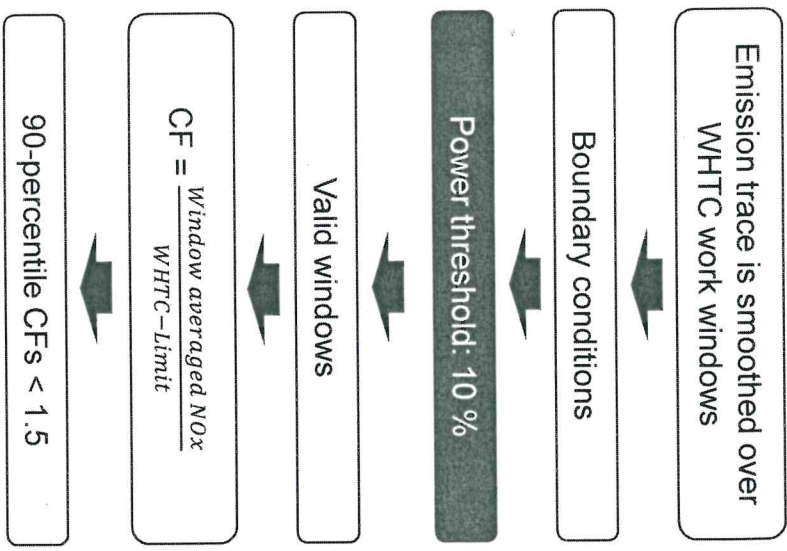 Emission trace is smoothed over
WHTC work windows
Boundary conditions
Power threshold: 10 %
Valid windows
CF = Window averaged NOx
WHTC−Limit
90-percentile CFs < 1.5